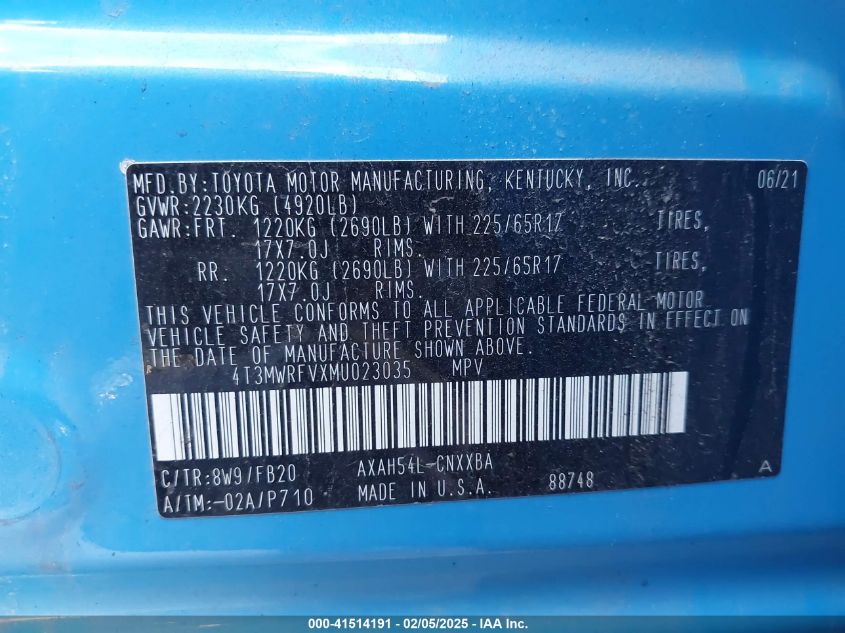 MFD.BY:TOYOTA MOTOR MANUFACTURING, KENTUCKY, INC. 06/21
GVWR:2230KG (4920LB)
GAWR:FRT. 1220KG (2690LB) WITH 225/65R17 TIRES,
17X7.0J RIMS.
RR. 1220KG (2690LB) WITH 225/65R17 TIRES,
17X7.0J RIMS.
THIS VEHICLE CONFORMS TO ALL APPLICABLE FEDERAL MOTOR
VEHICLE SAFETY AND THEFT PREVENTION STANDARDS IN EFFECT ON
THE DATE OF MANUFACTURE SHOWN ABOVE.
4T3MWRFVXMU023035 MPV
C/TR:8W9/FB20 AXAH54L-CNXXBA A
A/TM:-02A/P710 MADE IN U.S.A. 88748
000-41514191 - 02/05/2025 - IAA Inc.